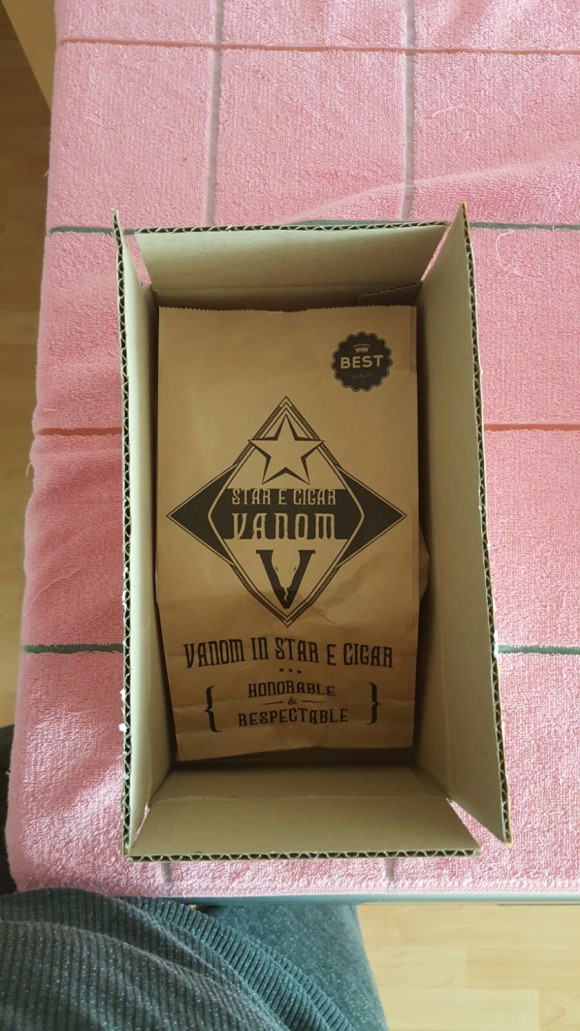 BEST
STAR E CIGAR
VANOM
V
VANOM IN STAR E CIGAR
HONORABLE
&
RESPECTABLE